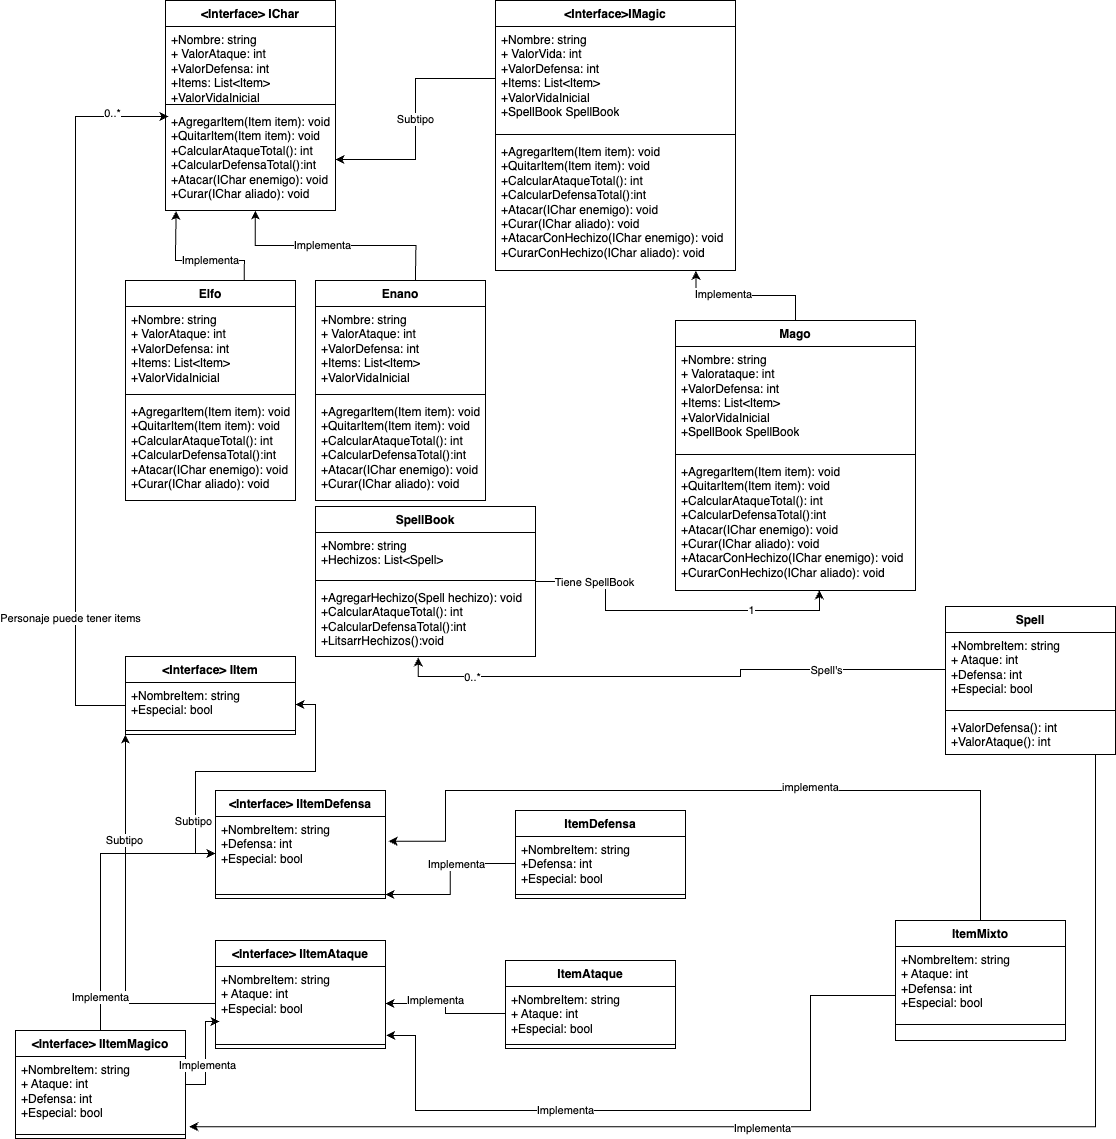 <Interface> IChar
+Nombre: string
+ ValorAtaque: int
+ValorDefensa: int
+Items: List<Item>
+ValorVidaInicial
+AgregarItem(Item item): void
+QuitarItem(Item item): void
+CalcularAtaqueTotal(): int
+CalcularDefensaTotal():int
+Atacar(IChar enemigo): void
+Curar(IChar aliado): void
<Interface>IMagic
+Nombre: string
+ ValorVida: int
+ValorDefensa: int
+Items: List<Item>
+ValorVidaInicial
+SpellBook SpellBook
+AgregarItem(Item item): void
+QuitarItem(Item item): void
+CalcularAtaqueTotal(): int
+CalcularDefensaTotal():int
+Atacar(IChar enemigo): void
+Curar(IChar aliado): void
+AtacarConHechizo(IChar enemigo): void
+CurarConHechizo(IChar aliado): void
0..*
Subtipo
Implementa
Implementa
Implementa
Elfo
+Nombre: string
+ ValorAtaque: int
+ValorDefensa: int
+Items: List<Item>
+ValorVidaInicial
+AgregarItem(Item item): void
+QuitarItem(Item item): void
+CalcularAtaqueTotal(): int
+CalcularDefensaTotal():int
+Atacar(IChar enemigo): void
+Curar(IChar aliado): void
Enano
+Nombre: string
+ ValorAtaque: int
+ValorDefensa: int
+Items: List<Item>
+ValorVidaInicial
+AgregarItem(Item item): void
+QuitarItem(Item item): void
+CalcularAtaqueTotal(): int
+CalcularDefensaTotal():int
+Atacar(IChar enemigo): void
+Curar(IChar aliado): void
Mago
+Nombre: string
+ Valorataque: int
+ValorDefensa: int
+Items: List<Item>
+ValorVidaInicial
+SpellBook SpellBook
+AgregarItem(Item item): void
+QuitarItem(Item item): void
+CalcularAtaqueTotal(): int
+CalcularDefensaTotal():int
+Atacar(IChar enemigo): void
+Curar(IChar aliado): void
+AtacarConHechizo(IChar enemigo): void
+CurarConHechizo(IChar aliado): void
SpellBook
+Nombre: string
+Hechizos: List<Spell>
+AgregarHechizo(Spell hechizo): void
+CalcularAtaqueTotal(): int
+CalcularDefensaTotal():int
+LitsarrHechizos():void
Tiene SpellBook
1
Personaje puede tener items
Spell
+NombreItem: string
+ Ataque: int
+Defensa: int
+Especial: bool
+ValorDefensa(): int
+ValorAtaque(): int
Spell's
0..*
<Interface> IItem
+NombreItem: string
+Especial: bool
Subtipo
Subtipo
<Interface> IItemDefensa
+NombreItem: string
+Defensa: int
+Especial: bool
implementa
Implementa
ItemDefensa
+NombreItem: string
+Defensa: int
+Especial: bool
<Interface> IItemAtaque
+NombreItem: string
+ Ataque: int
+Especial: bool
Implementa
ItemAtaque
+NombreItem: string
+ Ataque: int
+Especial: bool
ItemMixto
+NombreItem: string
+ Ataque: int
+Defensa: int
+Especial: bool
Implementa
<Interface> IItemMagico
+NombreItem: string
+ Ataque: int
+Defensa: int
+Especial: bool
Implementa
Implementa
Implementa